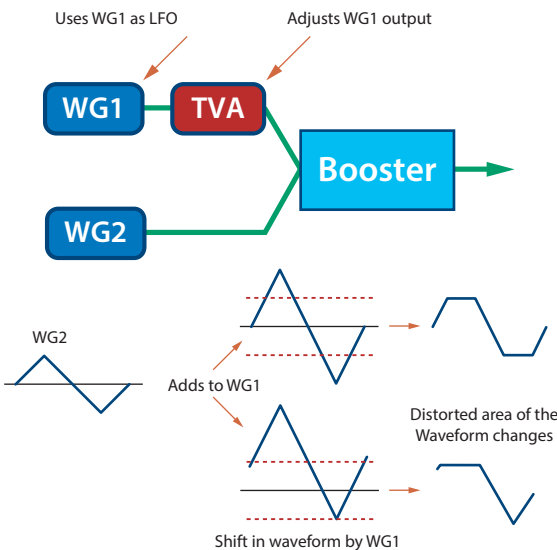 Uses WG1 as LFO
Adjusts WG1 output
WG1
TVA
Booster
WG2
WG2
Adds to WG1
Distorted area of the
Waveform changes
Shift in waveform by WG1